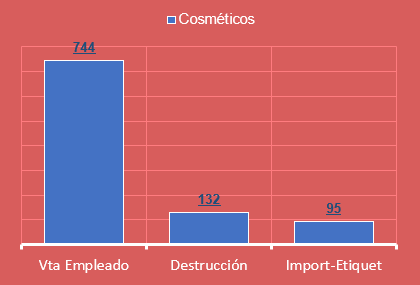 Cosméticos
744
132
95
Vta Empleado
Destrucción
Import-Etiquet